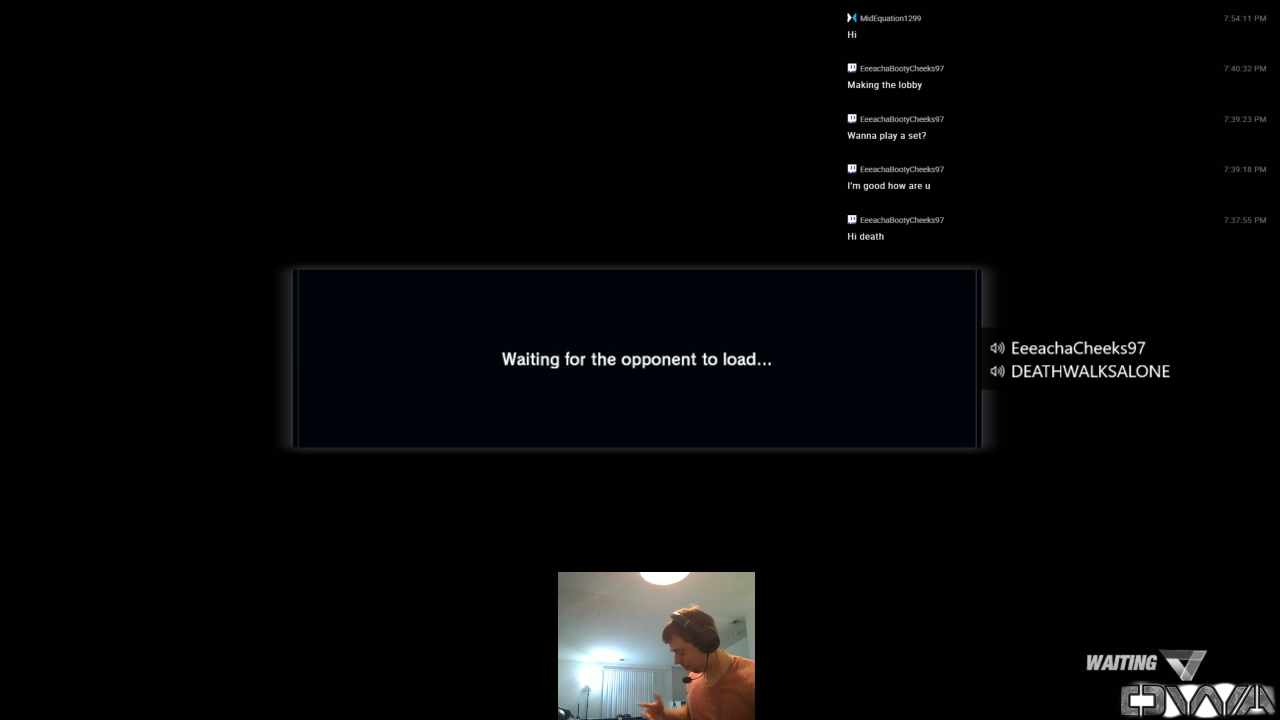 MidEquation1299 7:54:11 PM
Hi
EeeachaBootyCheeks97 7:40:32 PM
Making the lobby
EeeachaBootyCheeks97 7:39:23 PM
Wanna play a set?
EeeachaBootyCheeks97 7:39:18 PM
I'm good how are u
EeeachaBootyCheeks97 7:37:55 PM
Hi death
Waiting for the opponent to load...
EeeachaCheeks97
DEATHWALKSALONE
WAITING
DWA